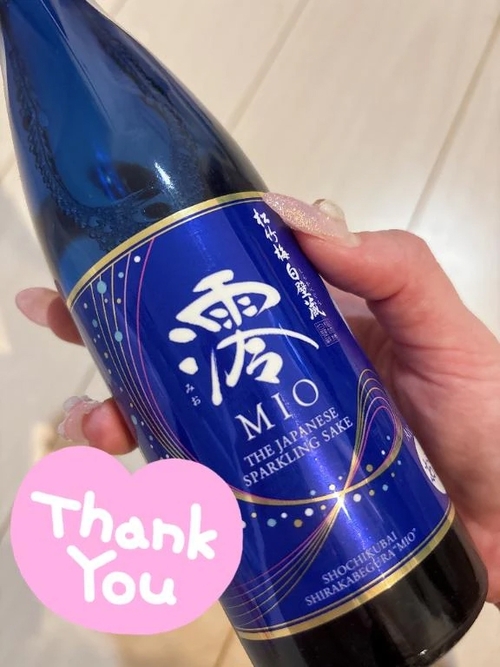 松竹梅白壁蔵
澪
みお
MIO
THE JAPANESE
SPARKLING SAKE
SHOCHIKUBAI
SHIRAKABEGURA "MIO"
Thank
You